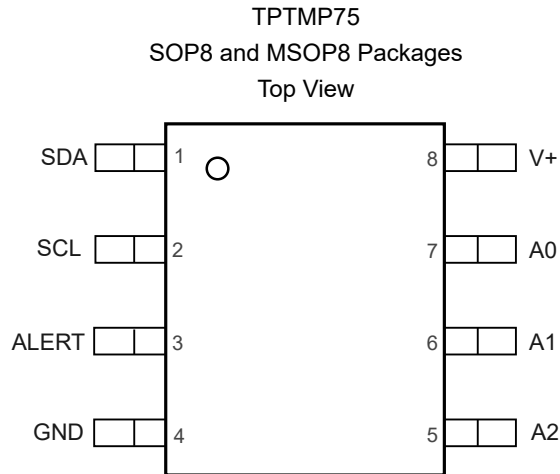 TPTMP75
SOP8 and MSOP8 Packages
Top View
SDA 1 8 V+
SCL 2 7 A0
ALERT 3 6 A1
GND 4 5 A2